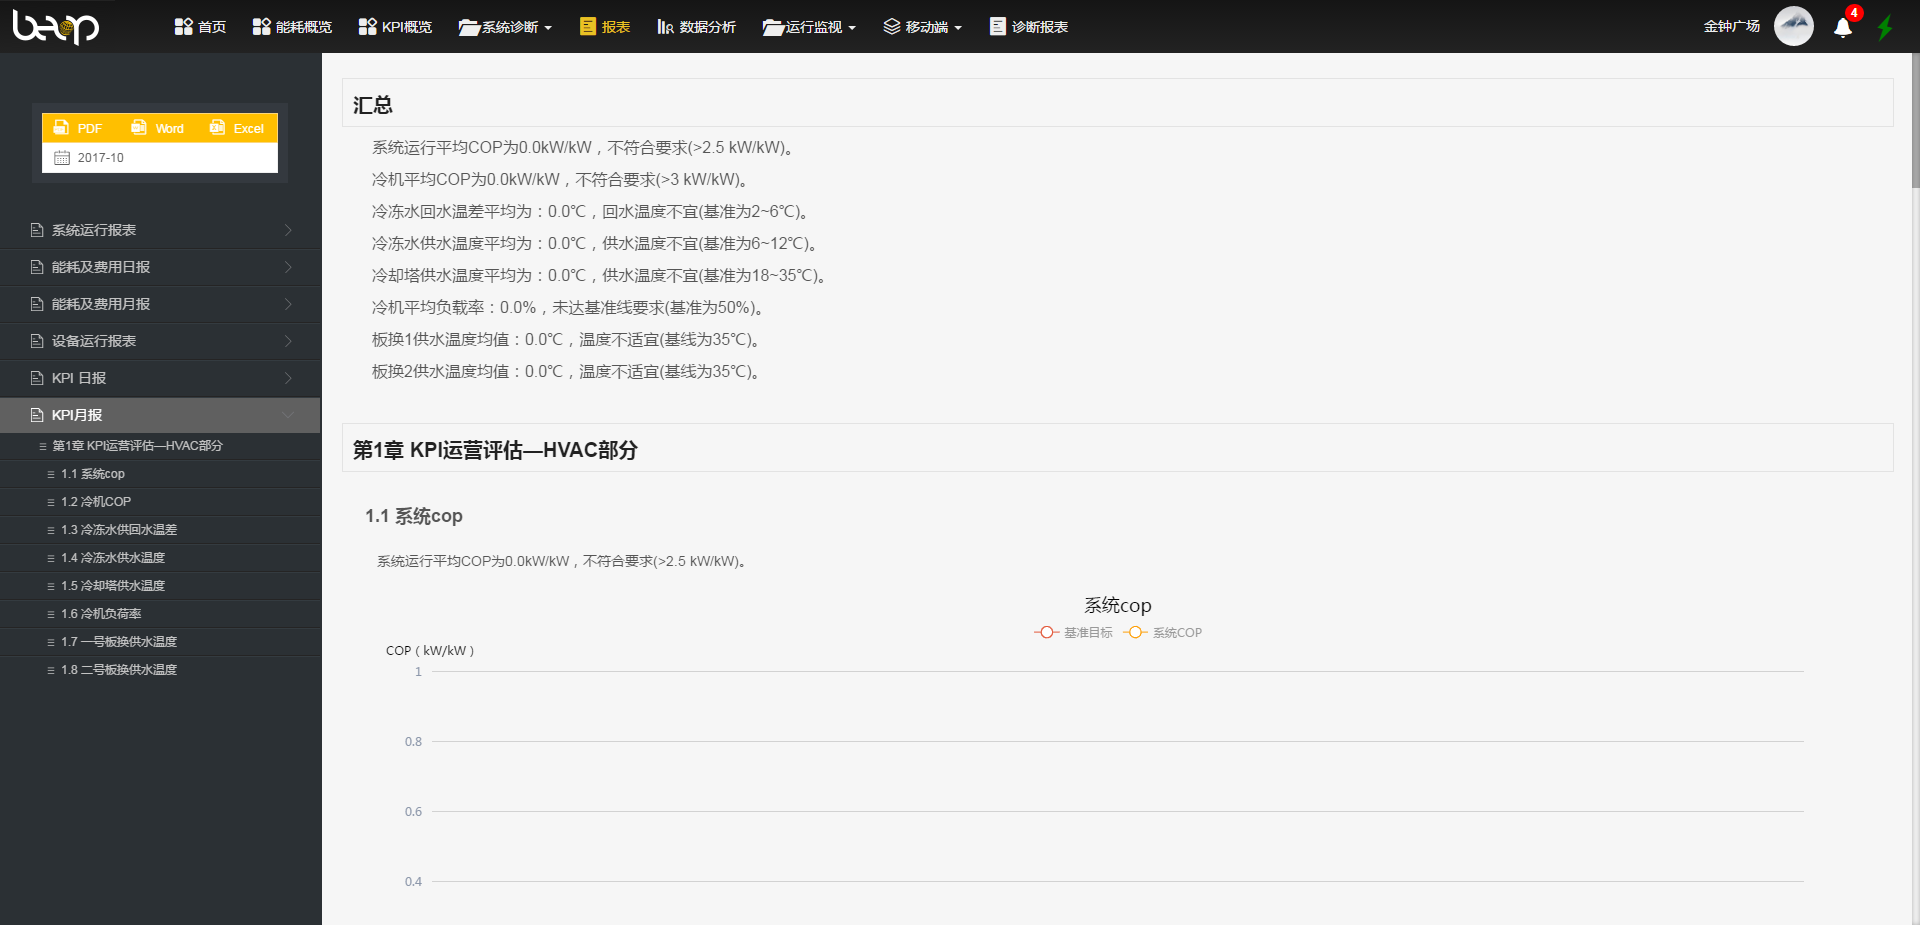 beop
首页
能耗概览
KPI概览
系统诊断
报表
数据分析
运行监视
移动端
诊断报表
金钟广场
4
PDF
Word
Excel
2017-10
系统运行报表
能耗及费用日报
能耗及费用月报
设备运行报表
KPI 日报
KPI月报
第1章 KPI运营评估—HVAC部分
1.1 系统cop
1.2 冷机COP
1.3 冷冻水供回水温差
1.4 冷冻水供水温度
1.5 冷却塔供水温度
1.6 冷机负荷率
1.7 一号板换供水温度
1.8 二号板换供水温度
汇总
系统运行平均COP为0.0kW/kW，不符合要求(>2.5 kW/kW)。
冷机平均COP为0.0kW/kW，不符合要求(>3 kW/kW)。
冷冻水回水温差平均为：0.0℃，回水温度不宜(基准为2~6℃)。
冷冻水供水温度平均为：0.0℃，供水温度不宜(基准为6~12℃)。
冷却塔供水温度平均为：0.0℃，供水温度不宜(基准为18~35℃)。
冷机平均负载率：0.0%，未达基准线要求(基准为50%)。
板换1供水温度均值：0.0℃，温度不适宜(基线为35℃)。
板换2供水温度均值：0.0℃，温度不适宜(基线为35℃)。
第1章 KPI运营评估—HVAC部分
1.1 系统cop
系统运行平均COP为0.0kW/kW，不符合要求(>2.5 kW/kW)。
系统cop
基准目标
系统COP
COP（kW/kW）
1
0.8
0.6
0.4